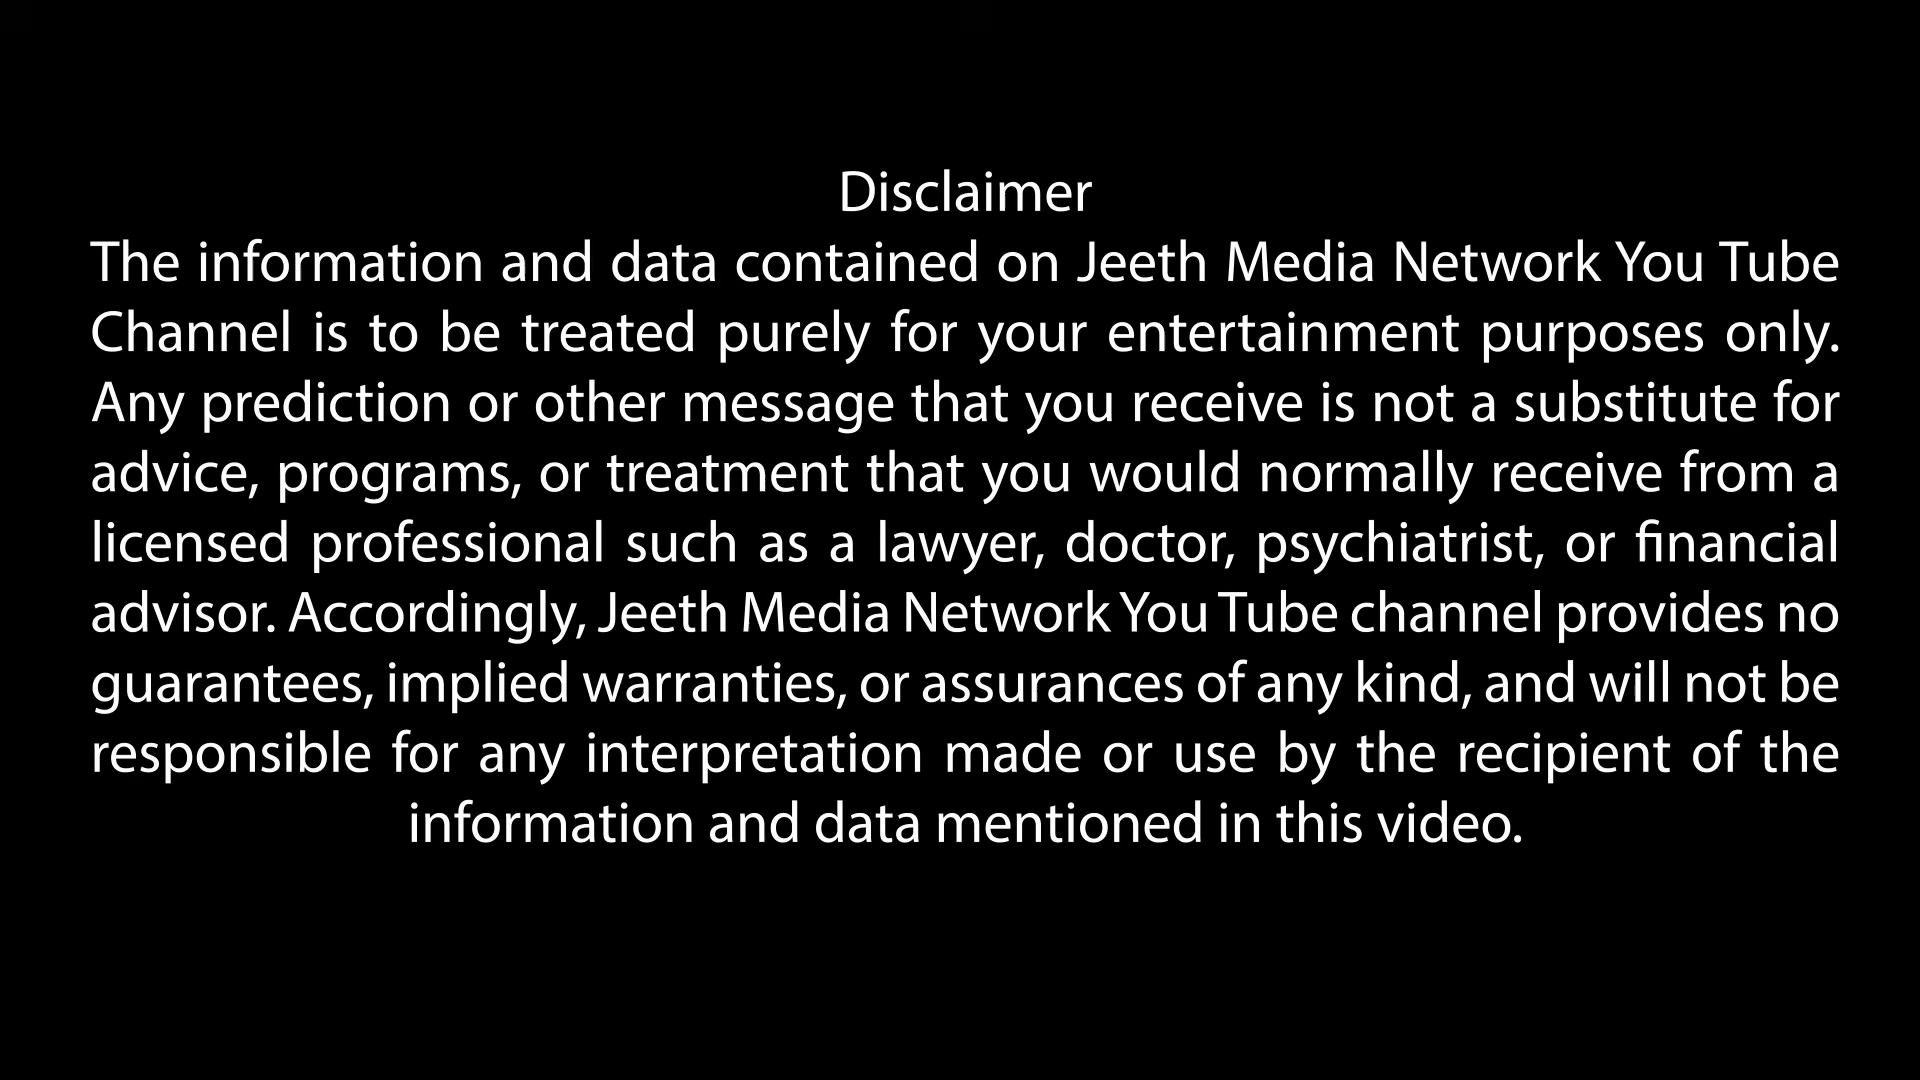 Disclaimer
The information and data contained on Jeeth Media Network You Tube
Channel is to be treated purely for your entertainment purposes only.
Any prediction or other message that you receive is not a substitute for
advice, programs, or treatment that you would normally receive from a
licensed professional such as a lawyer, doctor, psychiatrist, or financial
advisor. Accordingly, Jeeth Media Network You Tube channel provides no
guarantees, implied warranties, or assurances of any kind, and will not be
responsible for any interpretation made or use by the recipient of the
information and data mentioned in this video.